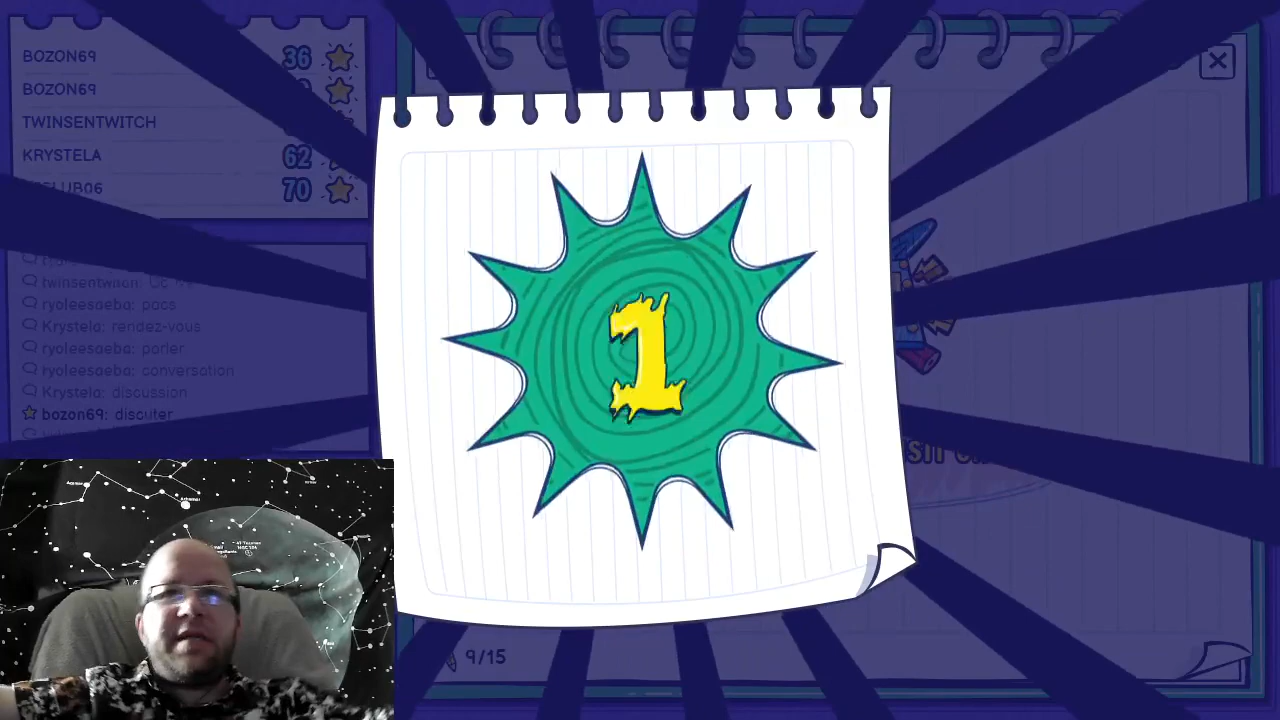 BOZON69 36
BOZON69
TWINSENTWITCH
KRYSTELA 62
70
twinsentwitch:
ryoleesaeba: pacs
Krystela: rendez-vous
ryoleesaeba: parler
ryoleesaeba: conversation
Krystela: discussion
bozon69: discuter
1
9/15